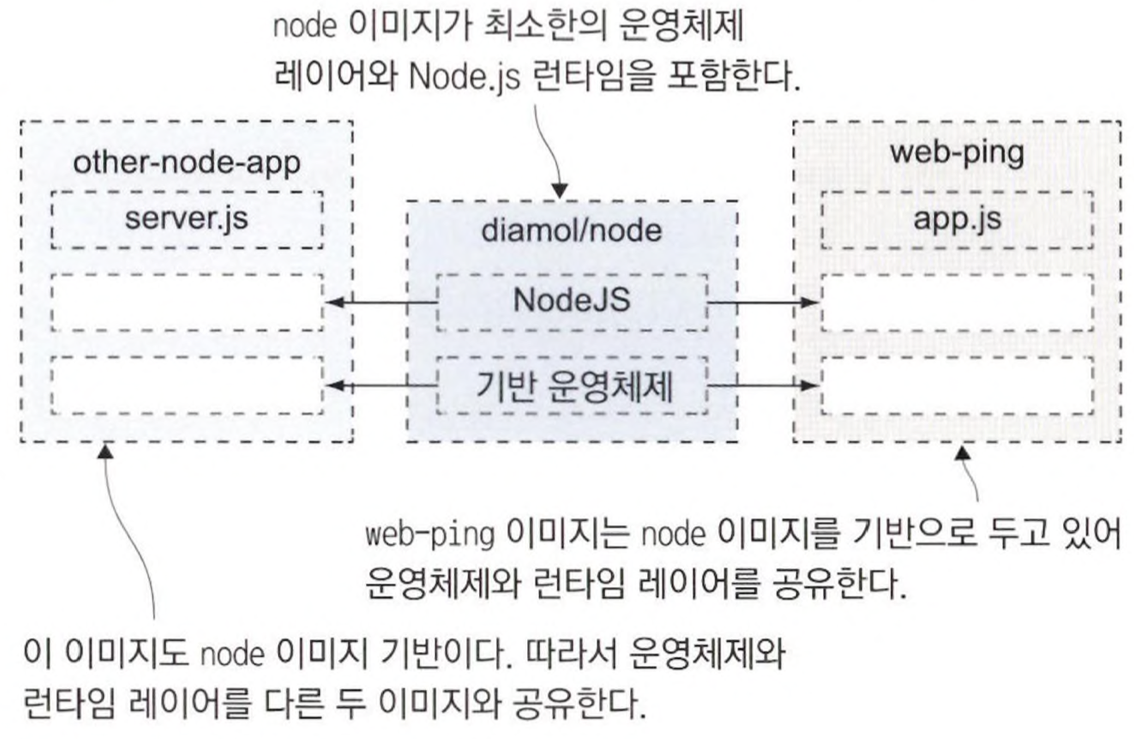 node 이미지가 최소한의 운영체제
레이어와 Node.js 런타임을 포함한다.
other-node-app
server.js
diamol/node
NodeJS
기반 운영체제
web-ping
app.js
web-ping 이미지는 node 이미지를 기반으로 두고 있어
운영체제와 런타임 레이어를 공유한다.
이 이미지도 node 이미지 기반이다. 따라서 운영체제와
런타임 레이어를 다른 두 이미지와 공유한다.